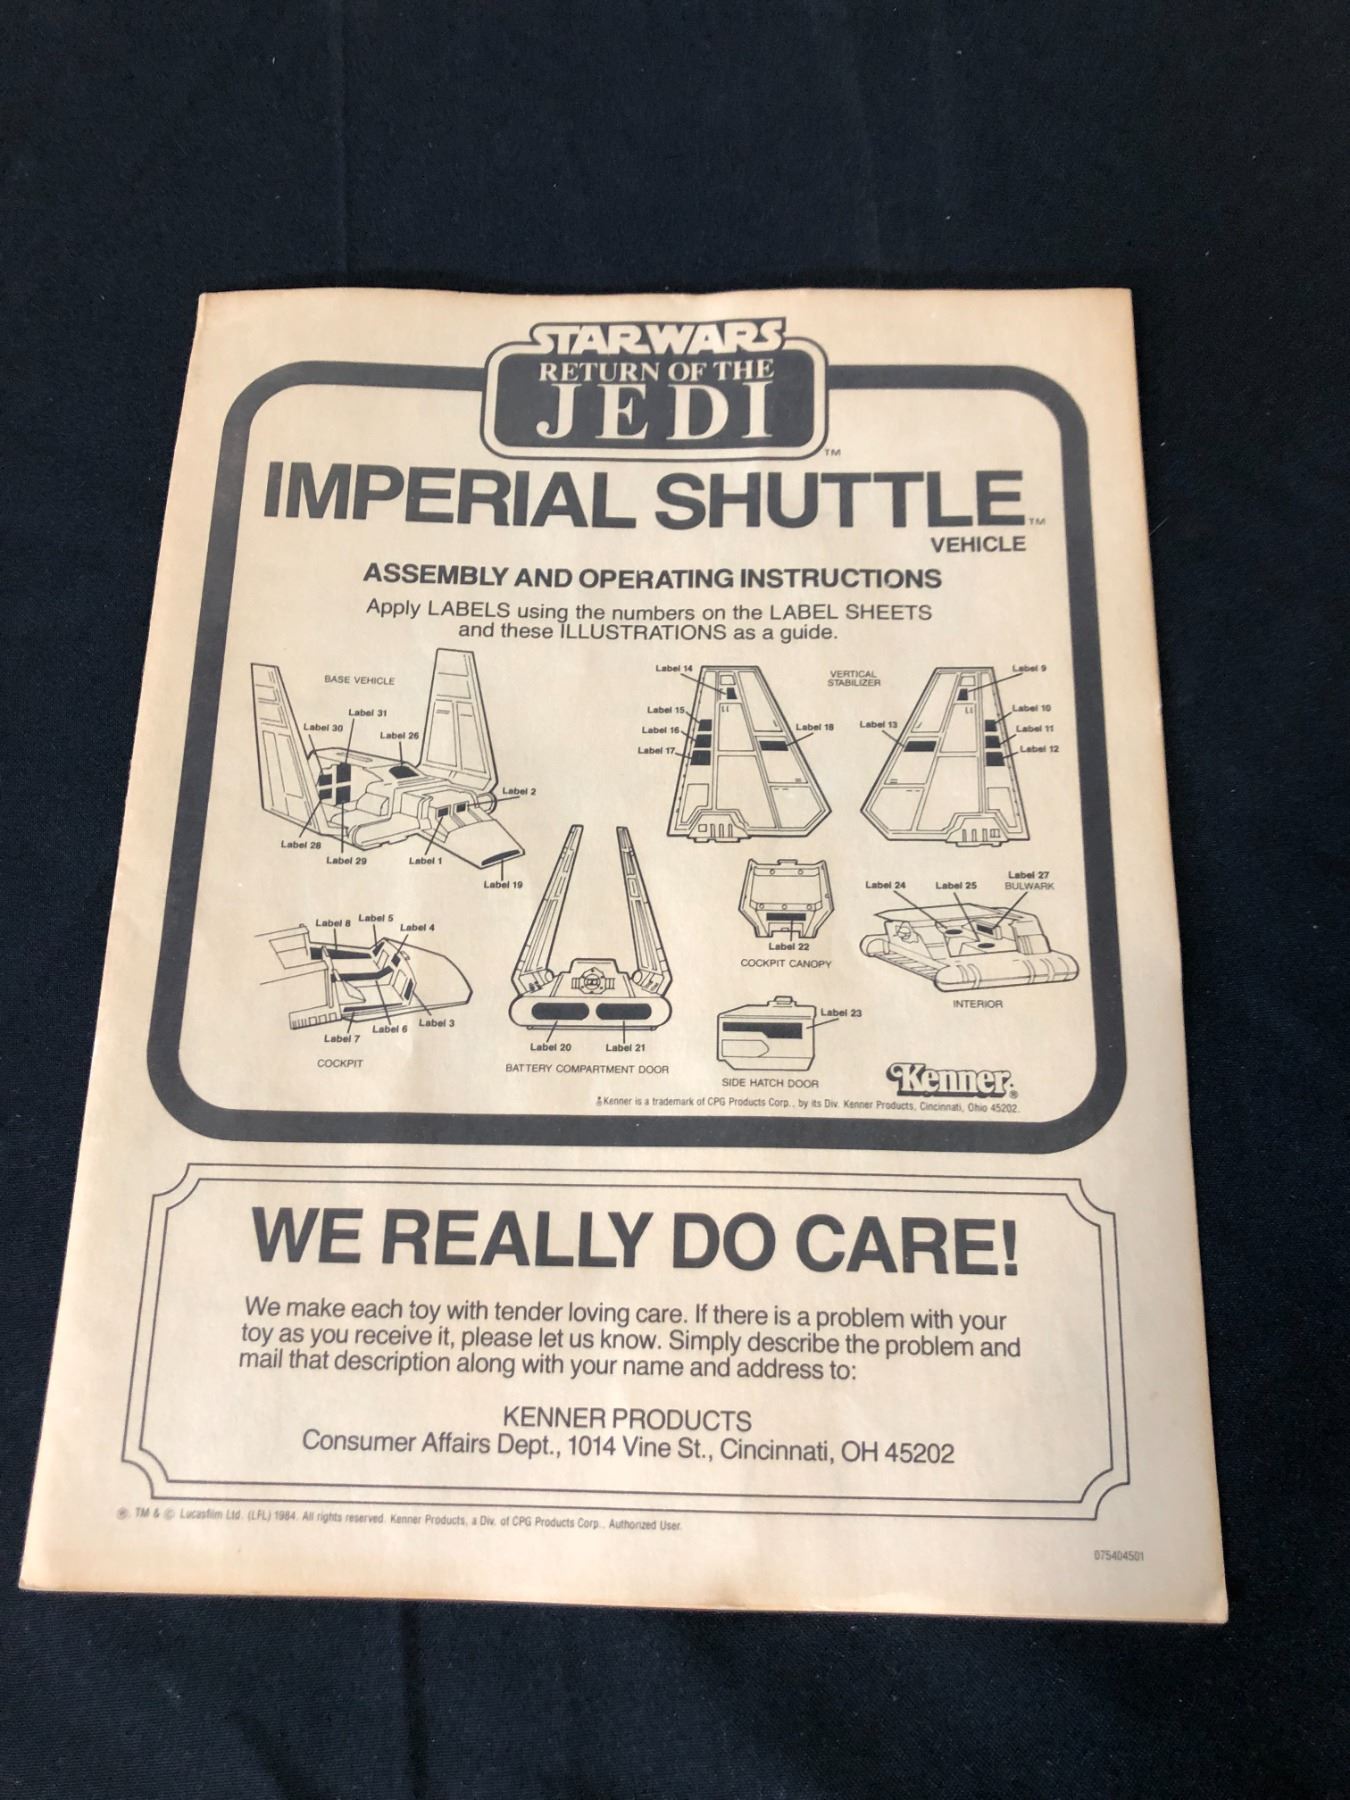 STAR WARS
RETURN OF THE
JEDI
TM
IMPERIAL SHUTTLE TM
VEHICLE
ASSEMBLY AND OPERATING INSTRUCTIONS
Apply LABELS using the numbers on the LABEL SHEETS
and these ILLUSTRATIONS as a guide.
BASE VEHICLE
Label 31
Label 30
Label 26
Label 2
Label 28
Label 29
Label 1
Label 19
Label 14
VERTICAL
STABILIZER
Label 9
Label 15
Label 16
Label 17
Label 18
Label 13
Label 10
Label 11
Label 12
Label 8
Label 5
Label 4
Label 3
Label 6
Label 7
COCKPIT
Label 20
Label 21
BATTERY COMPARTMENT DOOR
Label 22
COCKPIT CANOPY
Label 23
SIDE HATCH DOOR
Label 24
Label 25
Label 27
BULWARK
INTERIOR
Kenner®
Kenner is a trademark of CPG Products Corp., by its Div. Kenner Products, Cincinnati, Ohio 45202.
WE REALLY DO CARE!
We make each toy with tender loving care. If there is a problem with your
toy as you receive it, please let us know. Simply describe the problem and
mail that description along with your name and address to:
KENNER PRODUCTS
Consumer Affairs Dept., 1014 Vine St., Cincinnati, OH 45202
®, TM & © Lucasfilm Ltd. (LFL) 1984. All rights reserved. Kenner Products, a Div. of CPG Products Corp., Authorized User.
075404501